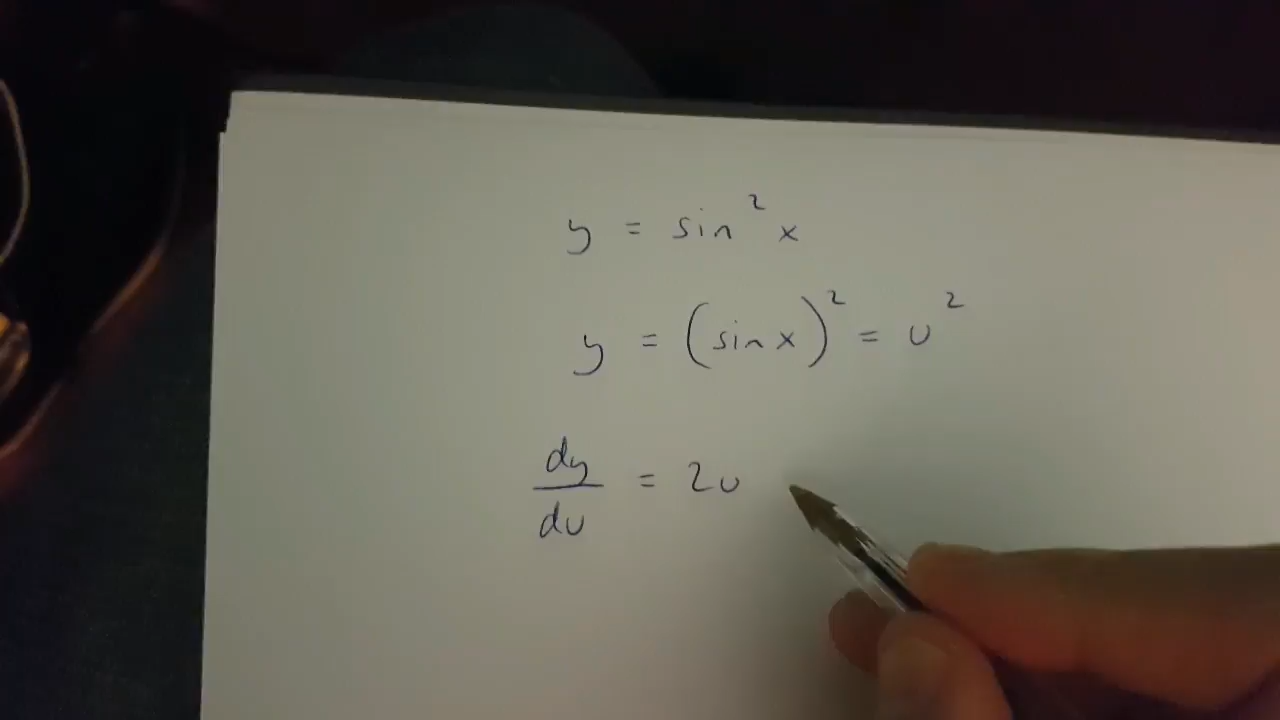 y = sin² x
y = (sin x)² = u²
dy/du = 2u